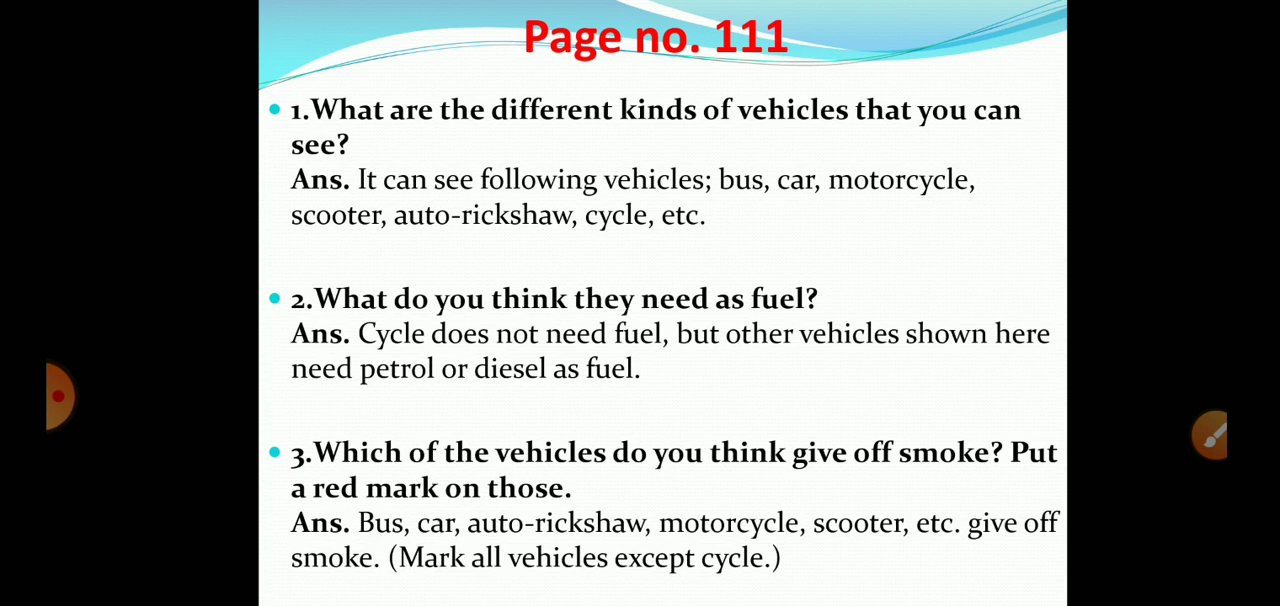 Page no. 111
1.What are the different kinds of vehicles that you can
see?
Ans. It can see following vehicles; bus, car, motorcycle,
scooter, auto-rickshaw, cycle, etc.
2.What do you think they need as fuel?
Ans. Cycle does not need fuel, but other vehicles shown here
need petrol or diesel as fuel.
3.Which of the vehicles do you think give off smoke? Put
a red mark on those.
Ans. Bus, car, auto-rickshaw, motorcycle, scooter, etc. give off
smoke. (Mark all vehicles except cycle.)